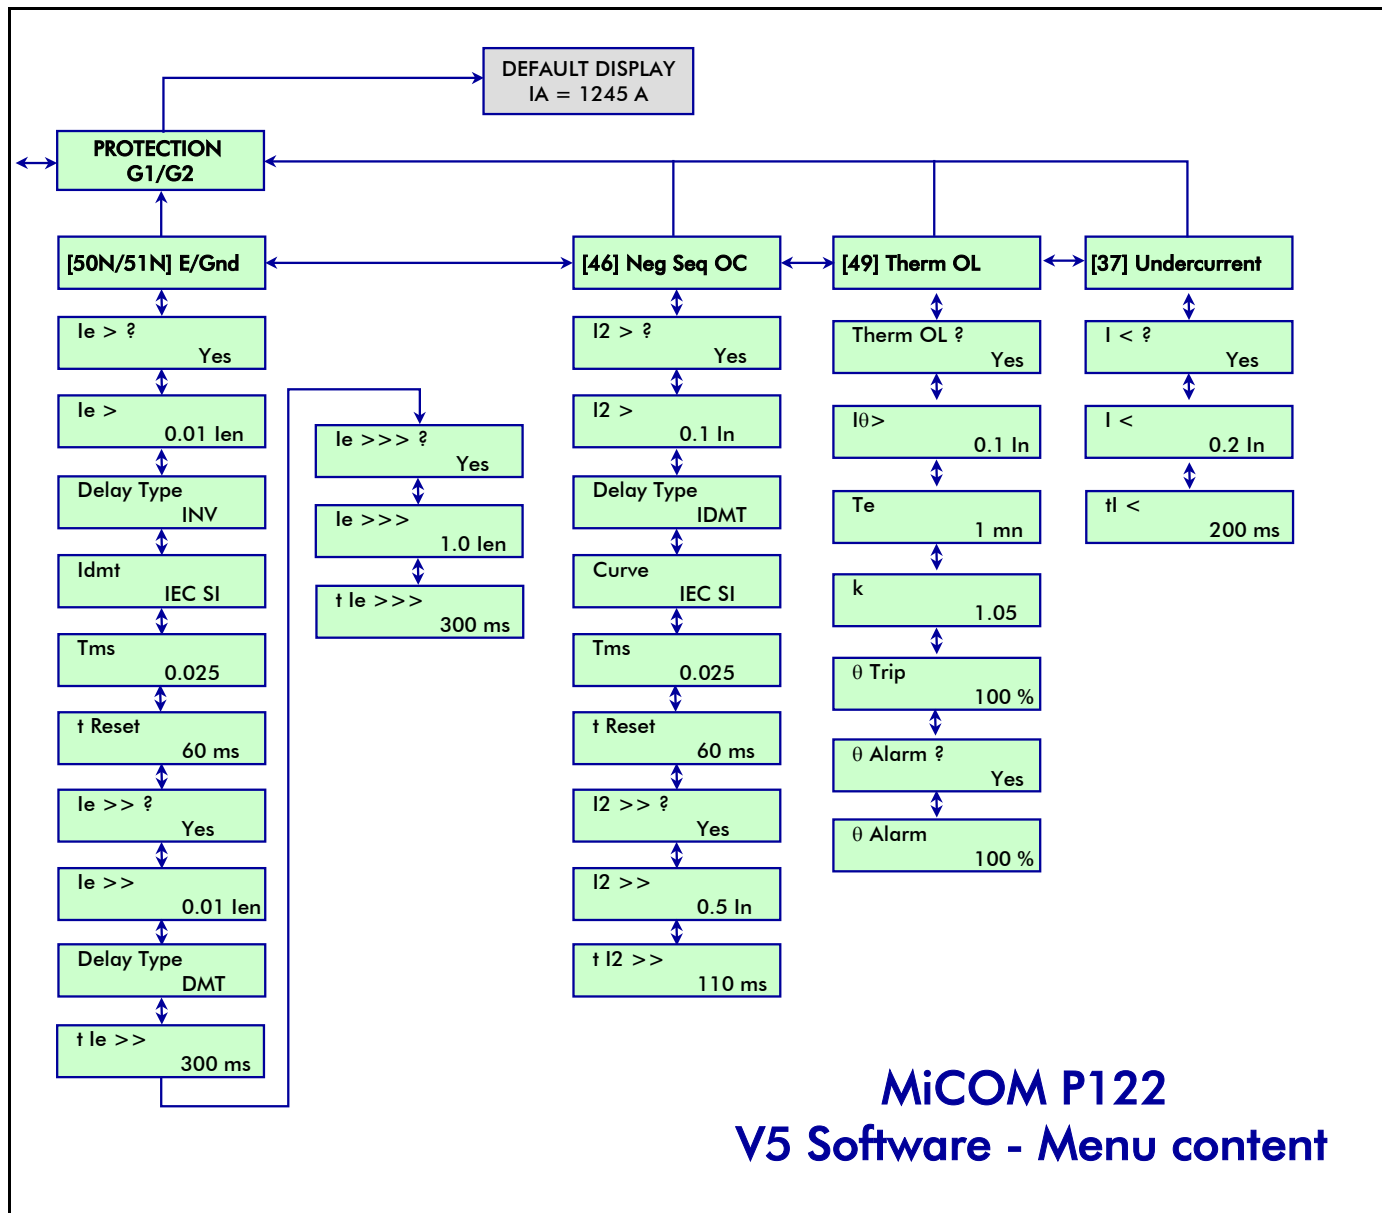 DEFAULT DISPLAY
IA = 1245 A
PROTECTION
G1/G2
[50N/51N] E/Gnd
Ie > ?
Yes
Ie >
0.01 Ien
Delay Type
INV
Idmt
IEC SI
Tms
0.025
t Reset
60 ms
Ie >> ?
Yes
Ie >>
0.01 Ien
Delay Type
DMT
t Ie >>
300 ms
Ie >>> ?
Yes
Ie >>>
1.0 Ien
t Ie >>>
300 ms
[46] Neg Seq OC
I2 > ?
Yes
I2 >
0.1 In
Delay Type
IDMT
Curve
IEC SI
Tms
0.025
t Reset
60 ms
I2 >> ?
Yes
I2 >>
0.5 In
t I2 >>
110 ms
[49] Therm OL
Therm OL ?
Yes
Iθ>
0.1 In
Te
1 mn
k
1.05
θ Trip
100 %
θ Alarm ?
Yes
θ Alarm
100 %
[37] Undercurrent
I < ?
Yes
I <
0.2 In
tI <
200 ms
MiCOM P122
V5 Software - Menu content